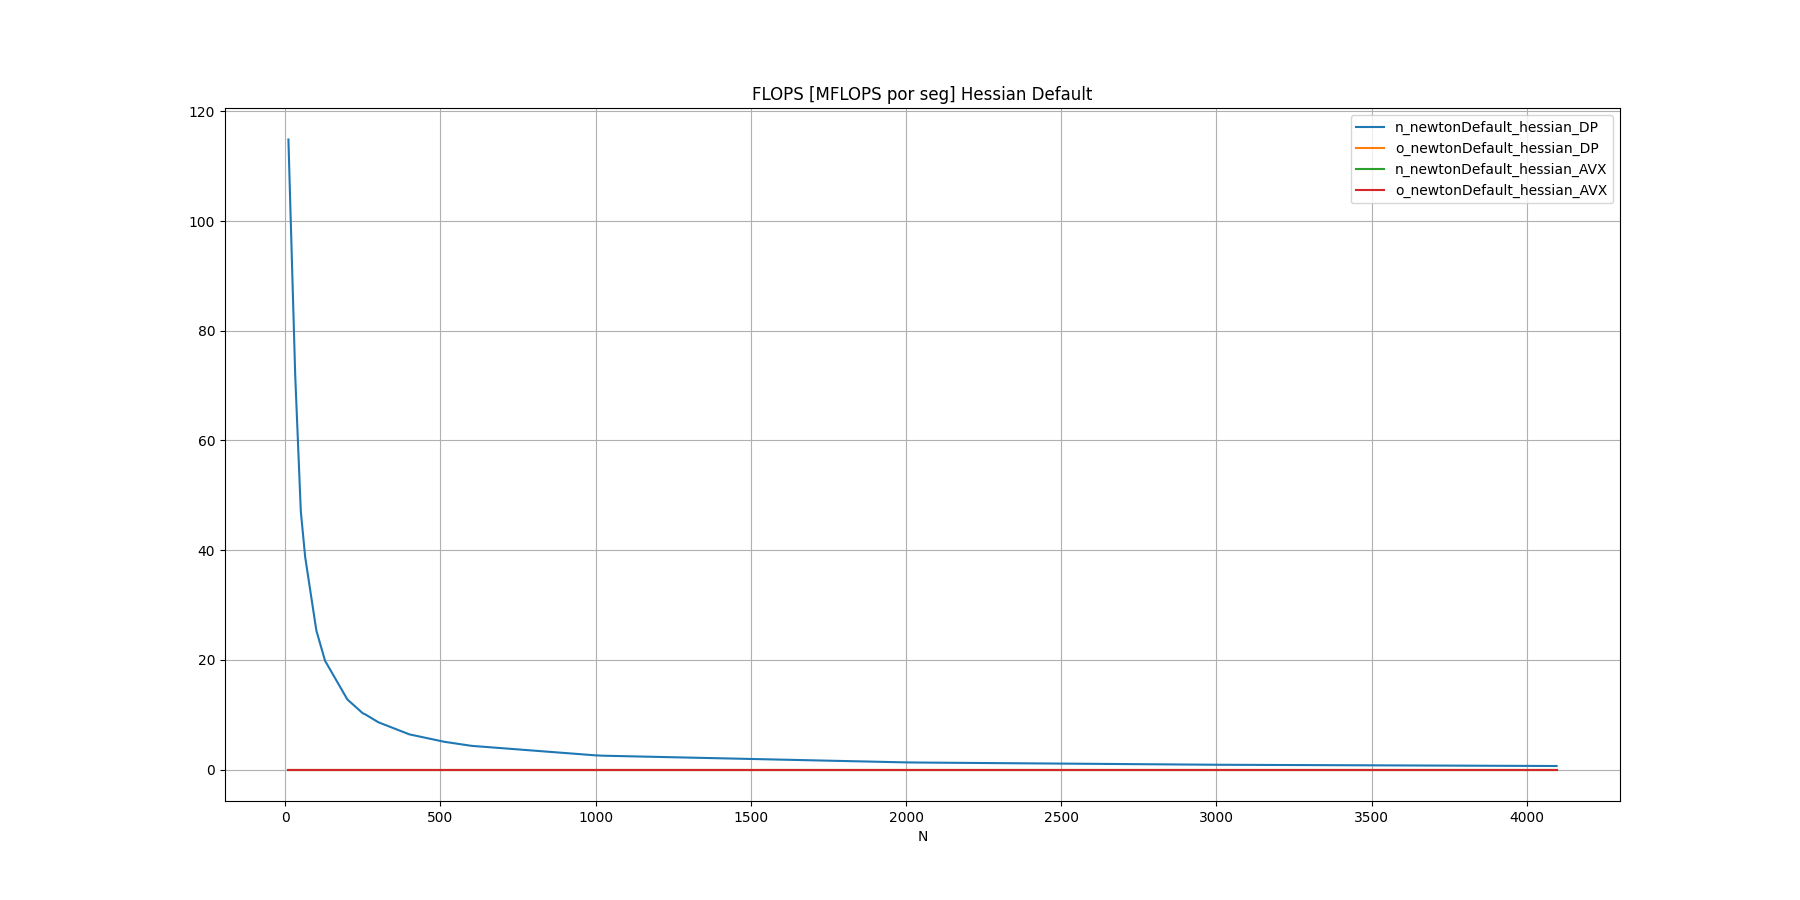 FLOPS [MFLOPS por seg] Hessian Default
120
100
80
60
40
20
0
n_newtonDefault_hessian_DP
o_newtonDefault_hessian_DP
n_newtonDefault_hessian_AVX
o_newtonDefault_hessian_AVX
0 500 1000 1500 2000 2500 3000 3500 4000
N